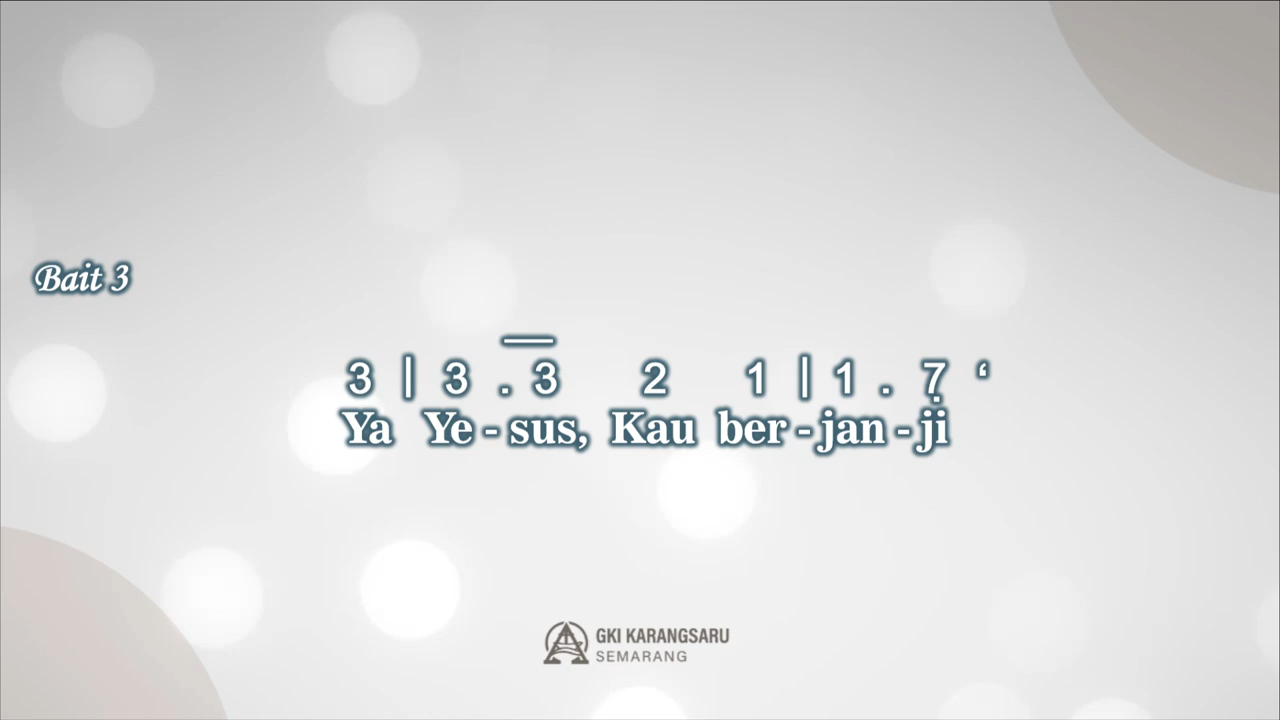 Bait 3
3 | 3 . 3 2 1 | 1 . 7̣ ‘
Ya Ye - sus, Kau ber - jan - ji
GKI KARANGSARU
SEMARANG